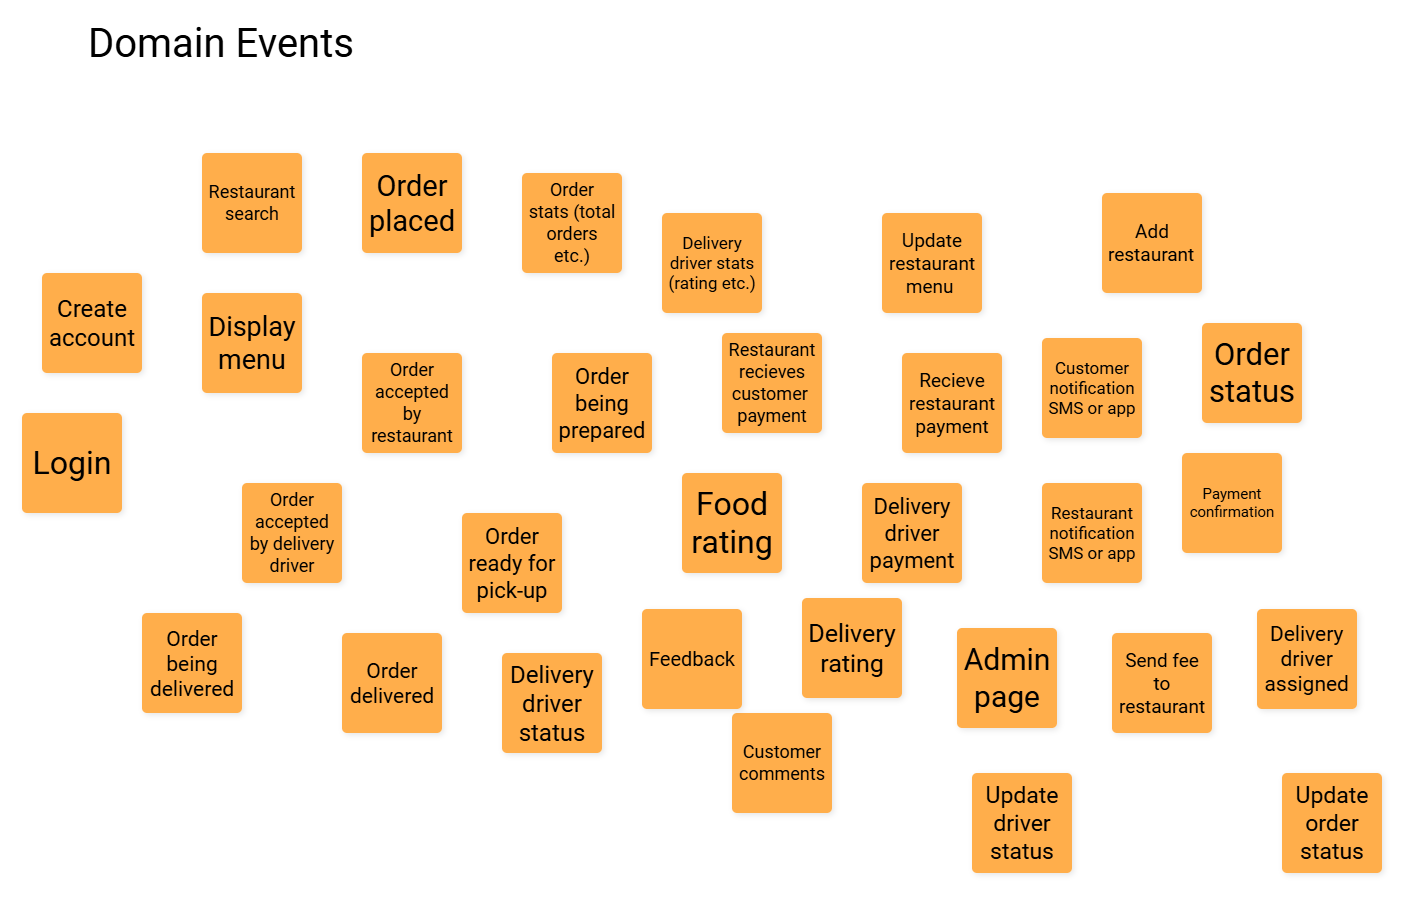 Domain Events
Restaurant
search
Order
placed
Order
stats (total
orders
etc.)
Delivery
driver stats
(rating etc.)
Update
restaurant
menu
Add
restaurant
Create
account
Display
menu
Order
accepted
by
restaurant
Order
being
prepared
Restaurant
recieves
customer
payment
Recieve
restaurant
payment
Customer
notification
SMS or app
Order
status
Login
Order
accepted
by delivery
driver
Order
ready for
pick-up
Food
rating
Delivery
driver
payment
Restaurant
notification
SMS or app
Payment
confirmation
Order
being
delivered
Order
delivered
Delivery
driver
status
Feedback
Delivery
rating
Admin
page
Send fee
to
restaurant
Delivery
driver
assigned
Customer
comments
Update
driver
status
Update
order
status